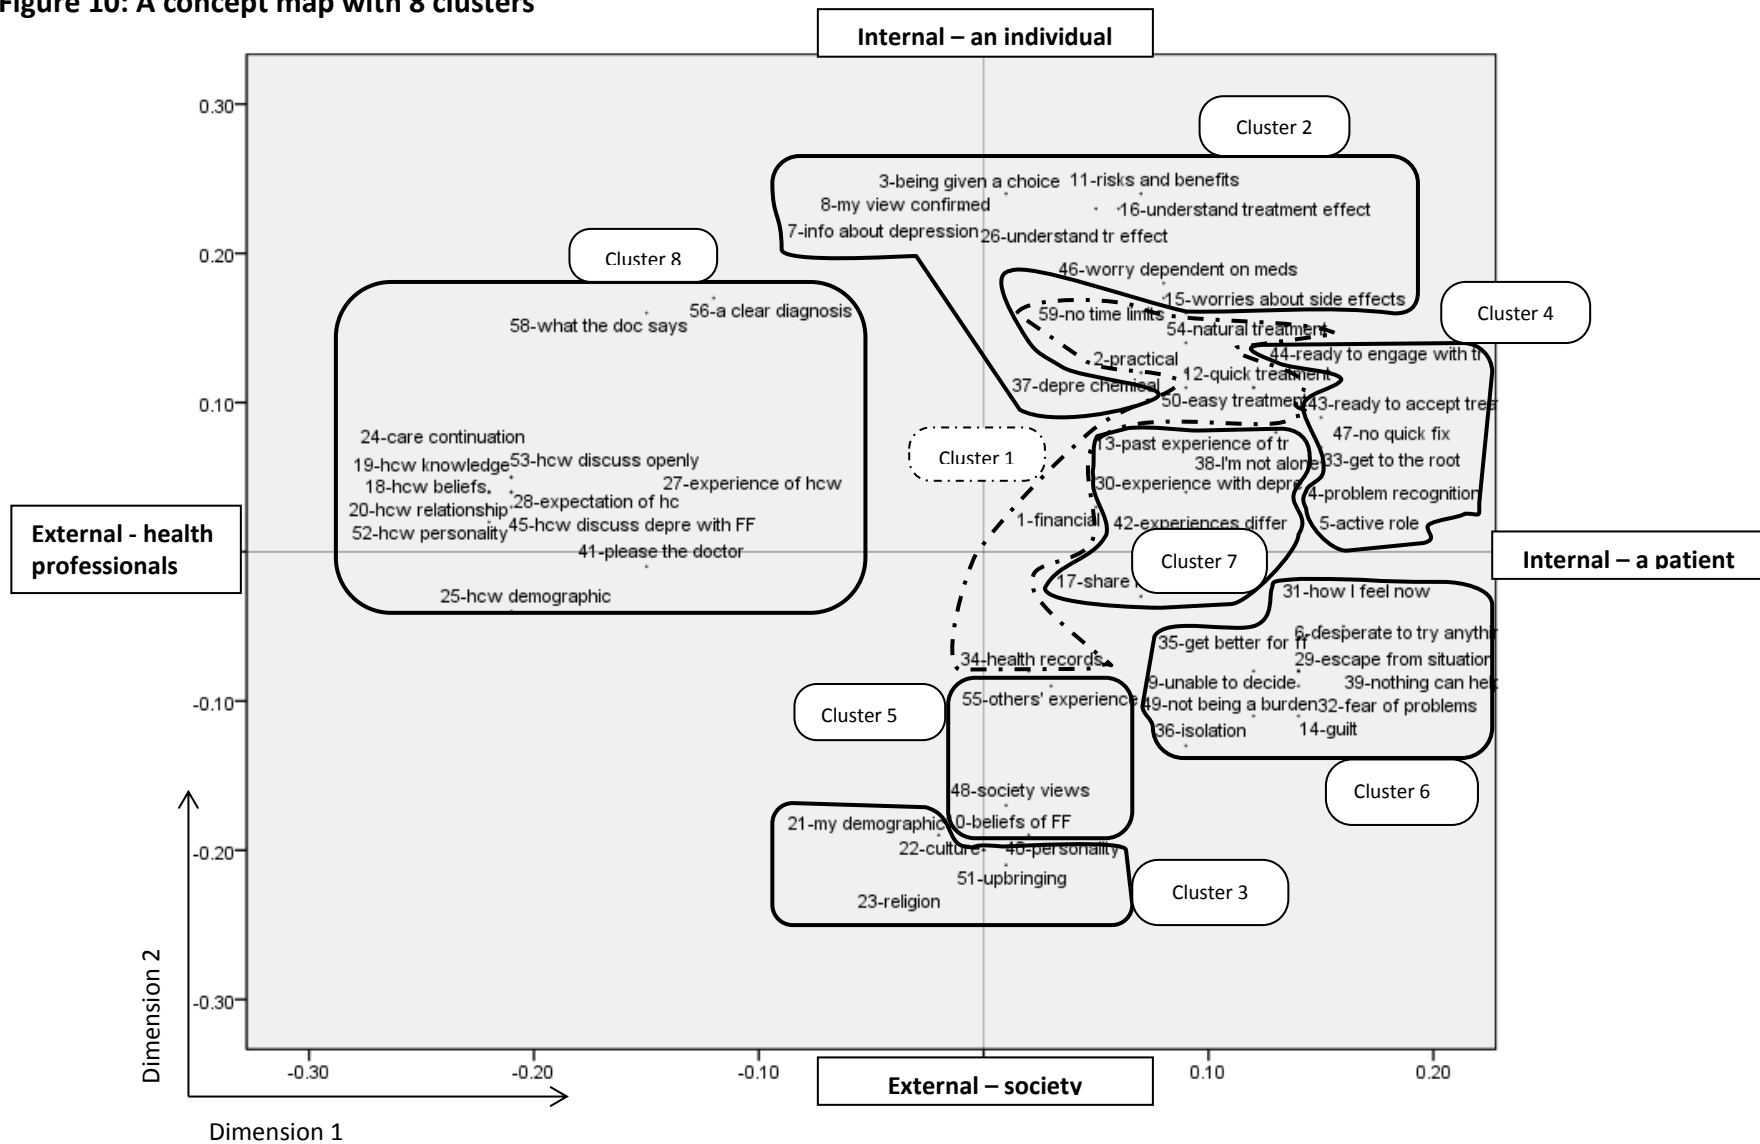 Figure 10: A concept map with 8 clusters
Internal – an individual
0.30
Cluster 2
3-being given a choice
11-risks and benefits
8-my view confirmed
16-understand treatment effect
7-info about depression
26-understand tr effect
0.20
Cluster 8
46-worry dependent on meds
15-worries about side effects
56-a clear diagnosis
58-what the doc says
59-no time limits
Cluster 4
54-natural treatment
44-ready to engage with tr
2-practical
12-quick treatment
37-depre chemical
0.10
50-easy treatment
43-ready to accept trea
24-care continuation
47-no quick fix
13-past experience of tr
Cluster 1
19-hcw knowledge
53-hcw discuss openly
38-I'm not alone
33-get to the root
18-hcw beliefs
27-experience of hcw
30-experience with depre
4-problem recognition
28-expectation of hc
20-hcw relationship
1-financial
42-experiences differ
5-active role
45-hcw discuss depre with FF
52-hcw personality
External - health
professionals
41-please the doctor
Cluster 7
Internal – a patient
17-share
25-hcw demographic
31-how I feel now
6-desperate to try anythin
35-get better for ff
34-health records
29-escape from situation
9-unable to decide
39-nothing can hel
-0.10
55-others' experience
49-not being a burden
32-fear of problems
Cluster 5
36-isolation
14-guilt
48-society views
Cluster 6
21-my demographic
0-beliefs of FF
-0.20
22-culture
40-personality
51-upbringing
Cluster 3
23-religion
-0.30
Dimension 2
-0.30
-0.20
-0.10
0.10
0.20
External – society
Dimension 1